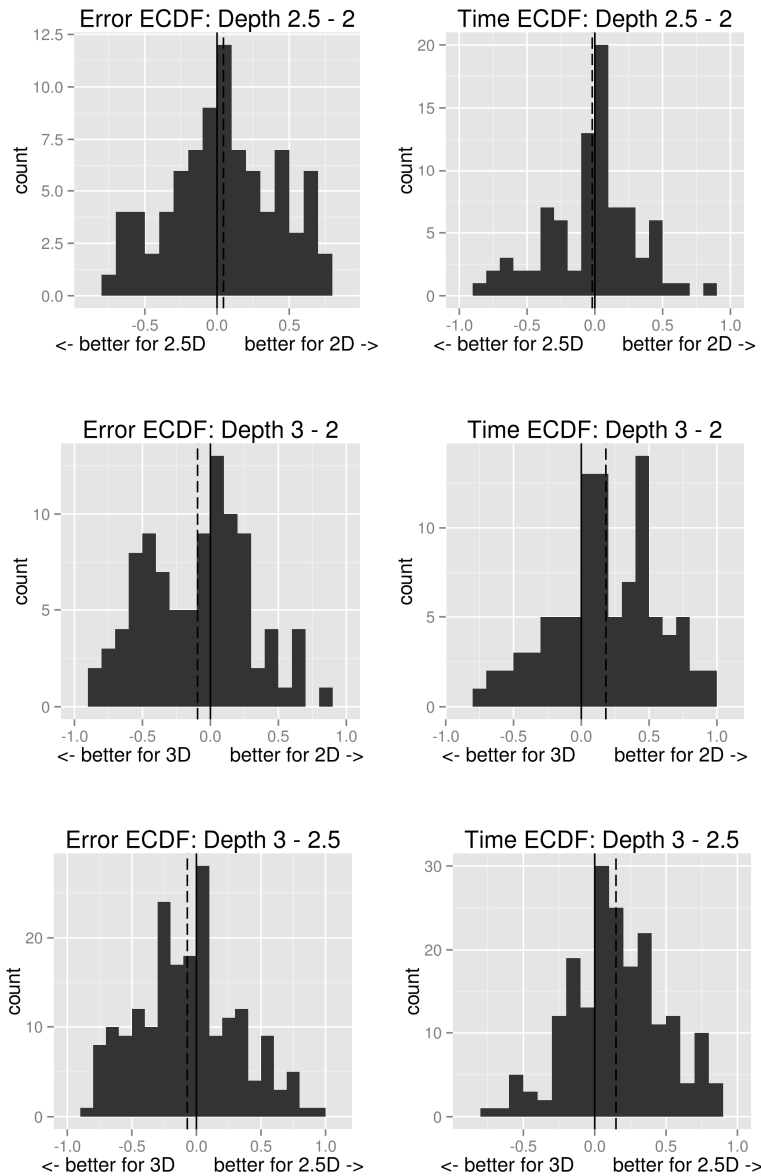 Error ECDF: Depth 2.5 - 2
12.5
10.0
7.5
5.0
2.5
0.0
count
-0.5 0.0 0.5
<- better for 2.5D better for 2D ->
Time ECDF: Depth 2.5 - 2
20
15
10
5
0
count
-1.0 -0.5 0.0 0.5 1.0
<- better for 2.5D better for 2D ->
Error ECDF: Depth 3 - 2
10
5
0
count
-1.0 -0.5 0.0 0.5 1.0
<- better for 3D better for 2D ->
Time ECDF: Depth 3 - 2
10
5
0
count
-1.0 -0.5 0.0 0.5 1.0
<- better for 3D better for 2D ->
Error ECDF: Depth 3 - 2.5
20
10
0
count
-1.0 -0.5 0.0 0.5 1.0
<- better for 3D better for 2.5D ->
Time ECDF: Depth 3 - 2.5
30
20
10
0
count
-0.5 0.0 0.5 1.0
<- better for 3D better for 2.5D ->